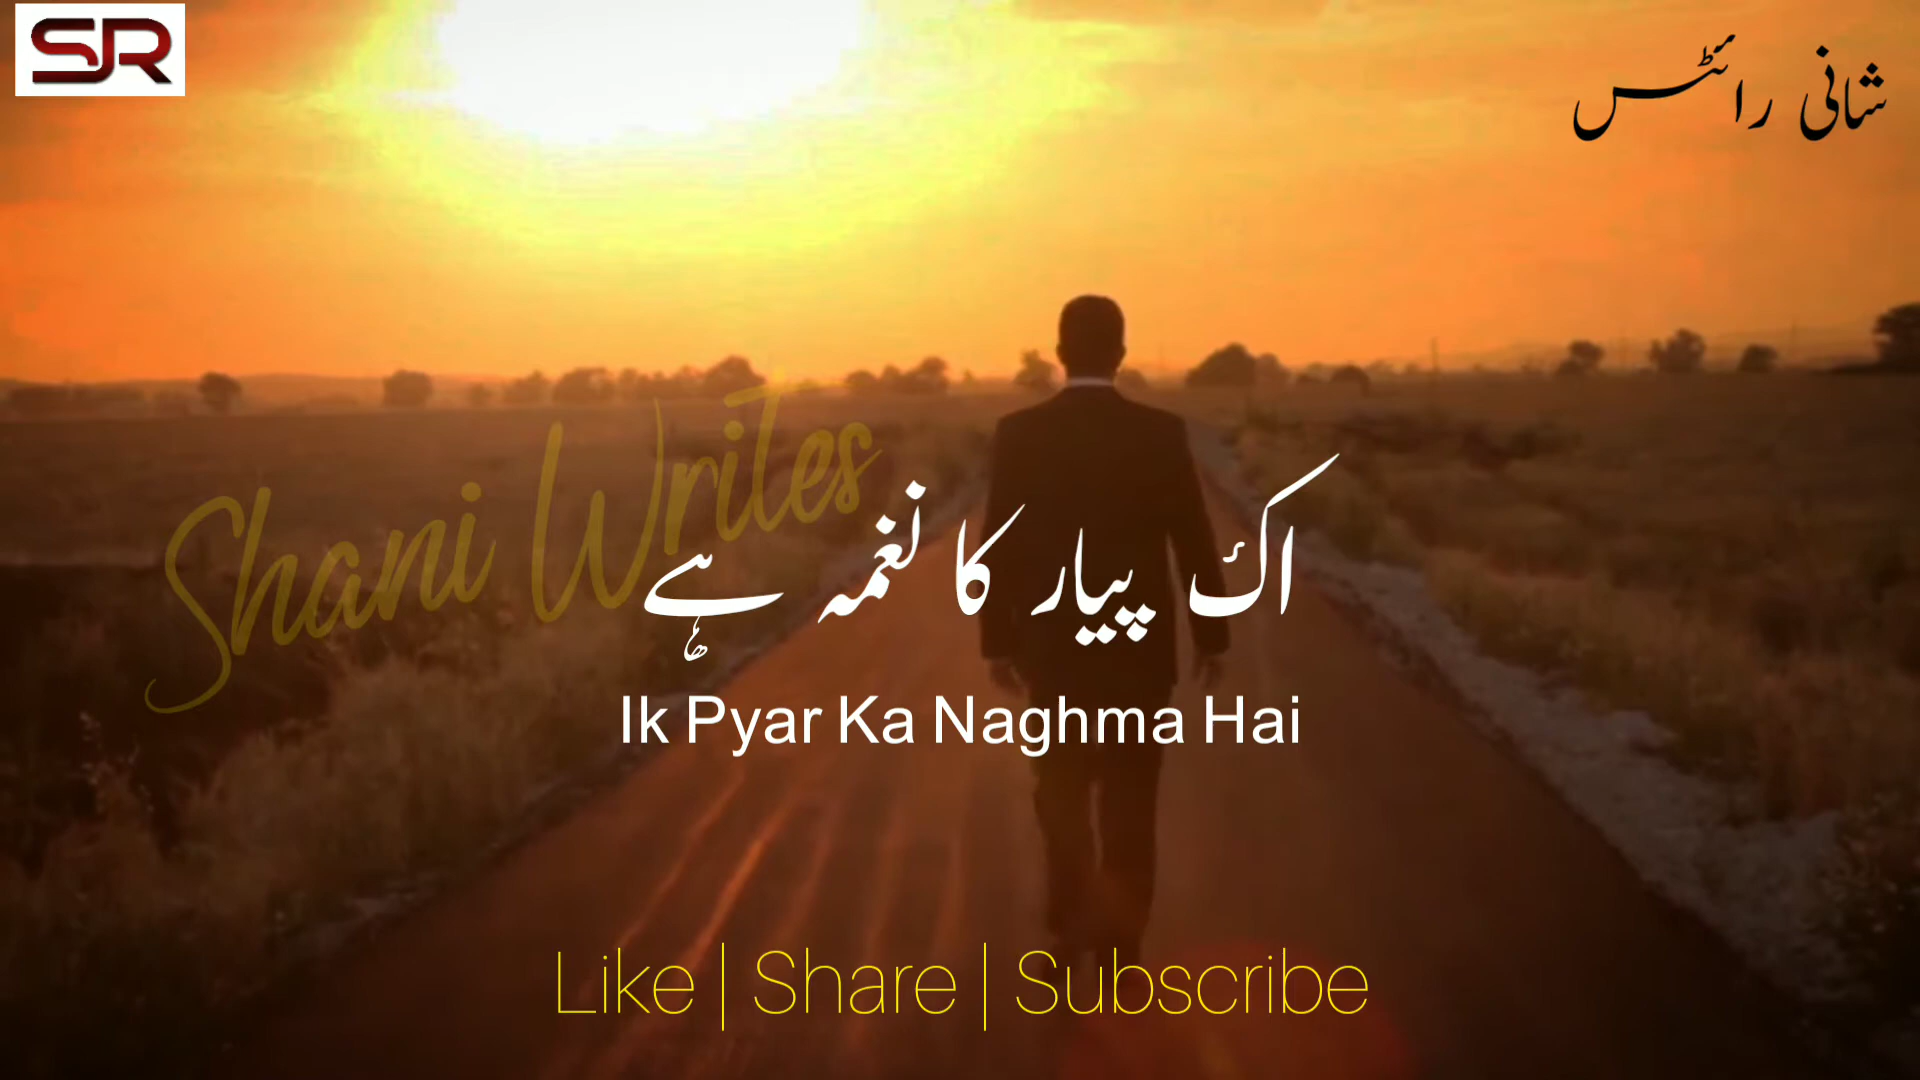 SR
شانی رائٹس
Shani Writes
اک پیار کا نغمہ ہے
Ik Pyar Ka Naghma Hai
Like | Share | Subscribe